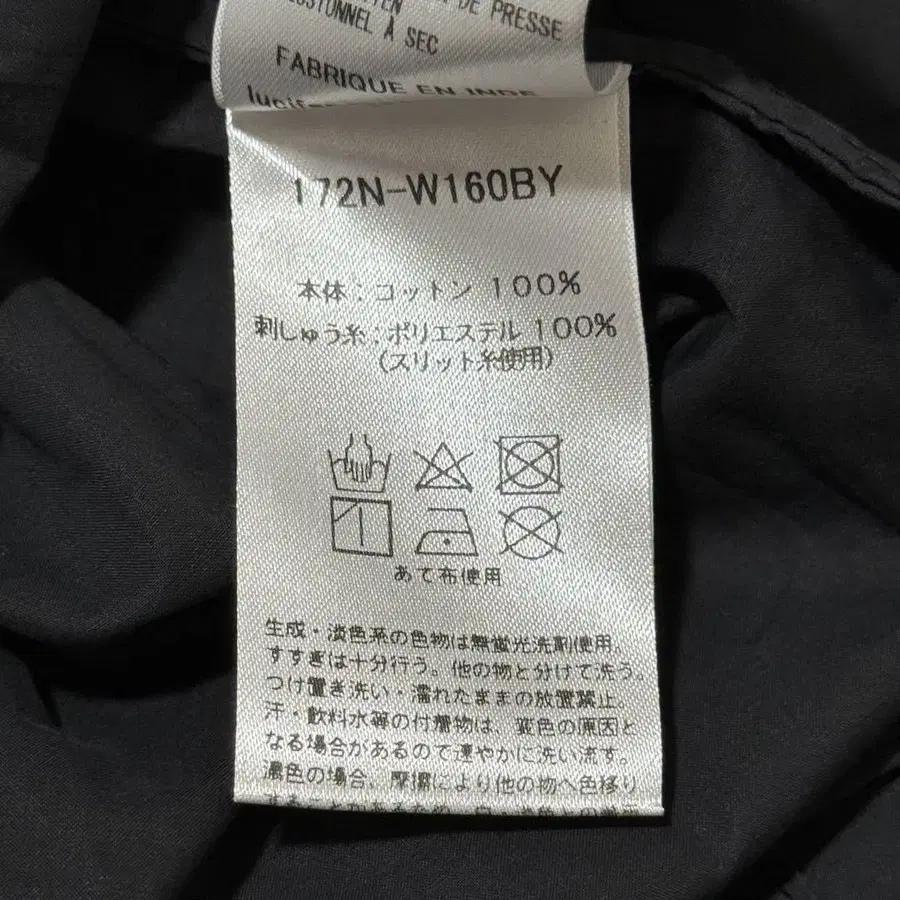 DE PRESSE
À SEC
FABRIQUE EN INDE
172N-W160BY
本体:コットン 100%
刺しゅう糸:ポリエステル 100%
(スリット糸使用)
あて布使用
生成・淡色系の色物は無蛍光洗剤使用。
すすぎは十分行う。他の物と分けて洗う。
つけ置き洗い・濡れたままの放置禁止。
汗・飲料水等の付着物は、変色の原因と
なる場合があるので速やかに洗い流す。
濃色の場合、摩擦により他の物へ色移り